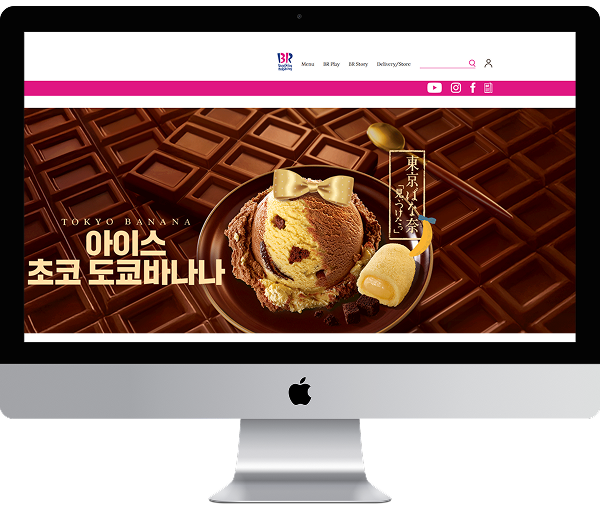 BR
baskin robbins
Menu
BR Play
BR Story
Delivery/Store
TOKYO BANANA
아이스
초코 도쿄바나나
東京ばな奈
「見ぃつけたっ」